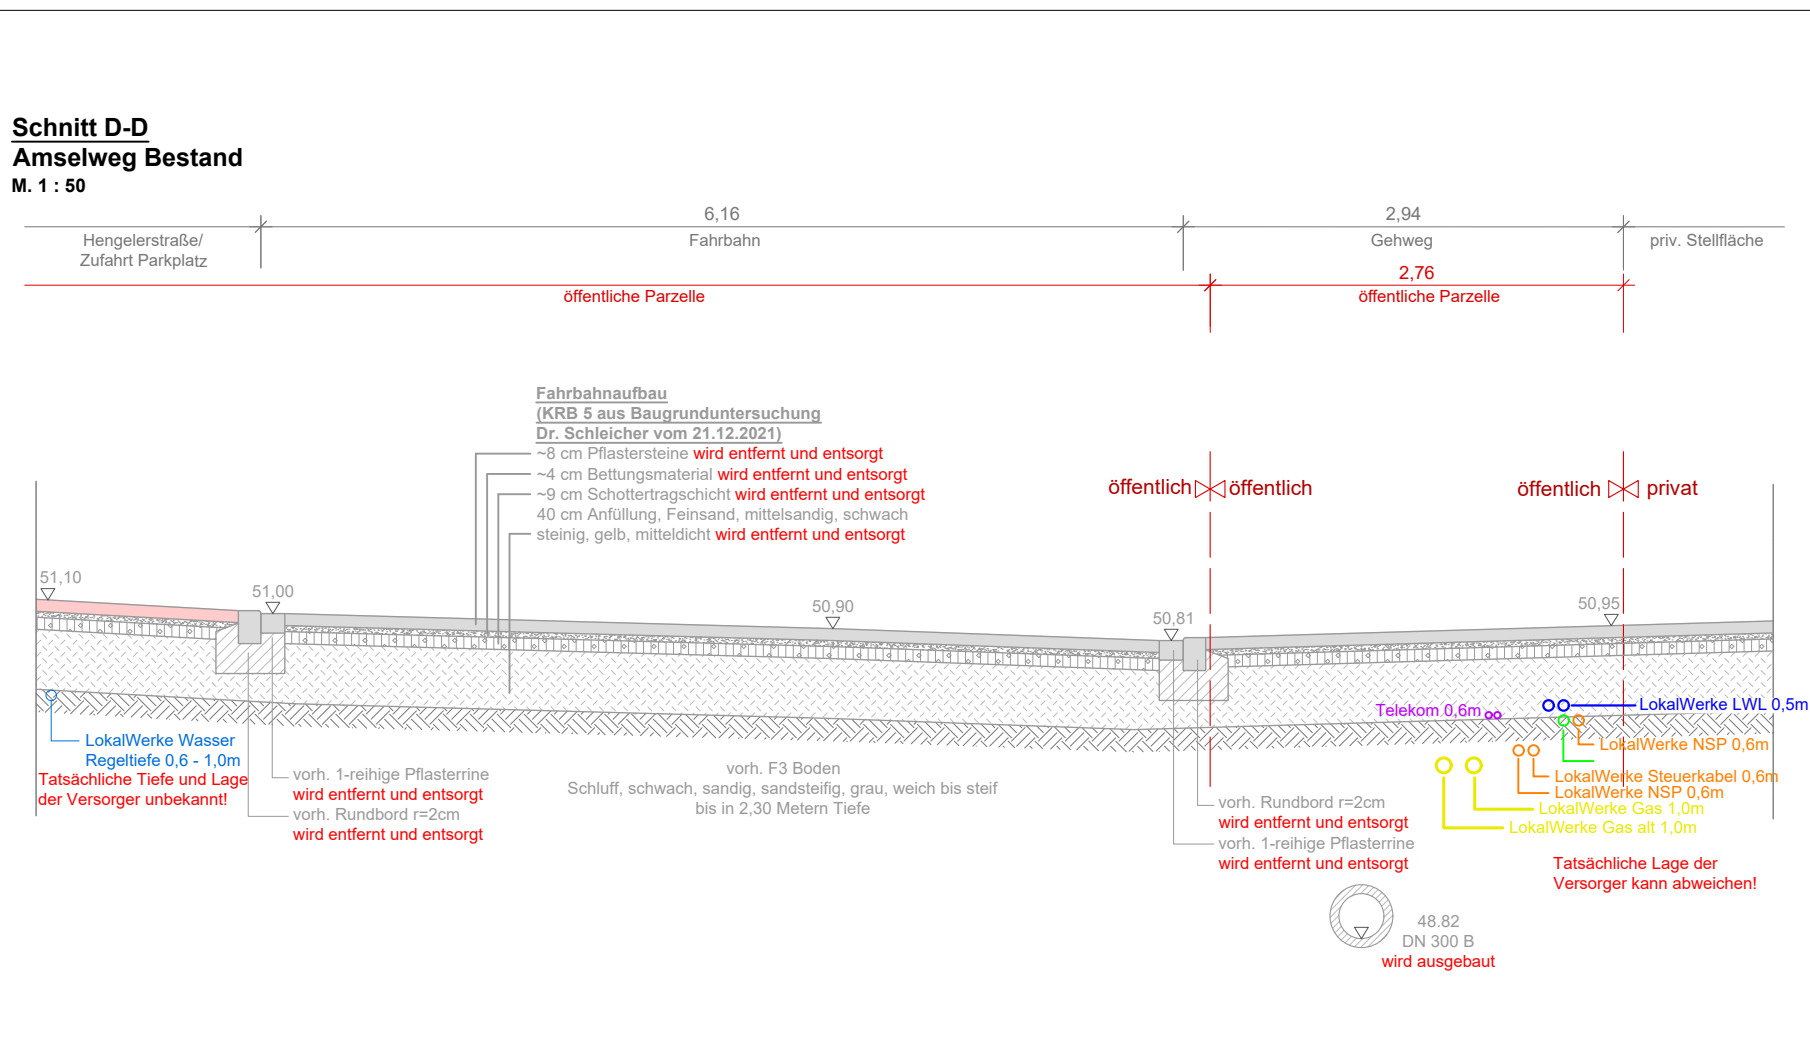 Schnitt D-D
Amselweg Bestand
M. 1 : 50
6,16
2,94
Hengelerstraße/
Zufahrt Parkplatz
Fahrbahn
Gehweg
priv. Stellfläche
2,76
öffentliche Parzelle
öffentliche Parzelle
Fahrbahnaufbau
(KRB 5 aus Baugrunduntersuchung
Dr. Schleicher vom 21.12.2021)
~8 cm Pflastersteine wird entfernt und entsorgt
~4 cm Bettungsmaterial wird entfernt und entsorgt
~9 cm Schottertragschicht wird entfernt und entsorgt
40 cm Anfüllung, Feinsand, mittelsandig, schwach
steinig, gelb, mitteldicht wird entfernt und entsorgt
öffentlich öffentlich
öffentlich privat
51,10
51,00
50,90
50,81
50,95
LokalWerke Wasser
Regeltiefe 0,6 - 1,0m
Tatsächliche Tiefe und Lage
der Versorger unbekannt!
vorh. 1-reihige Pflasterrine
wird entfernt und entsorgt
vorh. Rundbord r=2cm
wird entfernt und entsorgt
vorh. F3 Boden
Schluff, schwach, sandig, sandsteifig, grau, weich bis steif
bis in 2,30 Metern Tiefe
vorh. Rundbord r=2cm
wird entfernt und entsorgt
vorh. 1-reihige Pflasterrine
wird entfernt und entsorgt
Telekom 0,6m
LokalWerke LWL 0,5m
LokalWerke NSP 0,6m
LokalWerke Steuerkabel 0,6m
LokalWerke NSP 0,6m
LokalWerke Gas 1,0m
LokalWerke Gas alt 1,0m
Tatsächliche Lage der
Versorger kann abweichen!
48.82
DN 300 B
wird ausgebaut